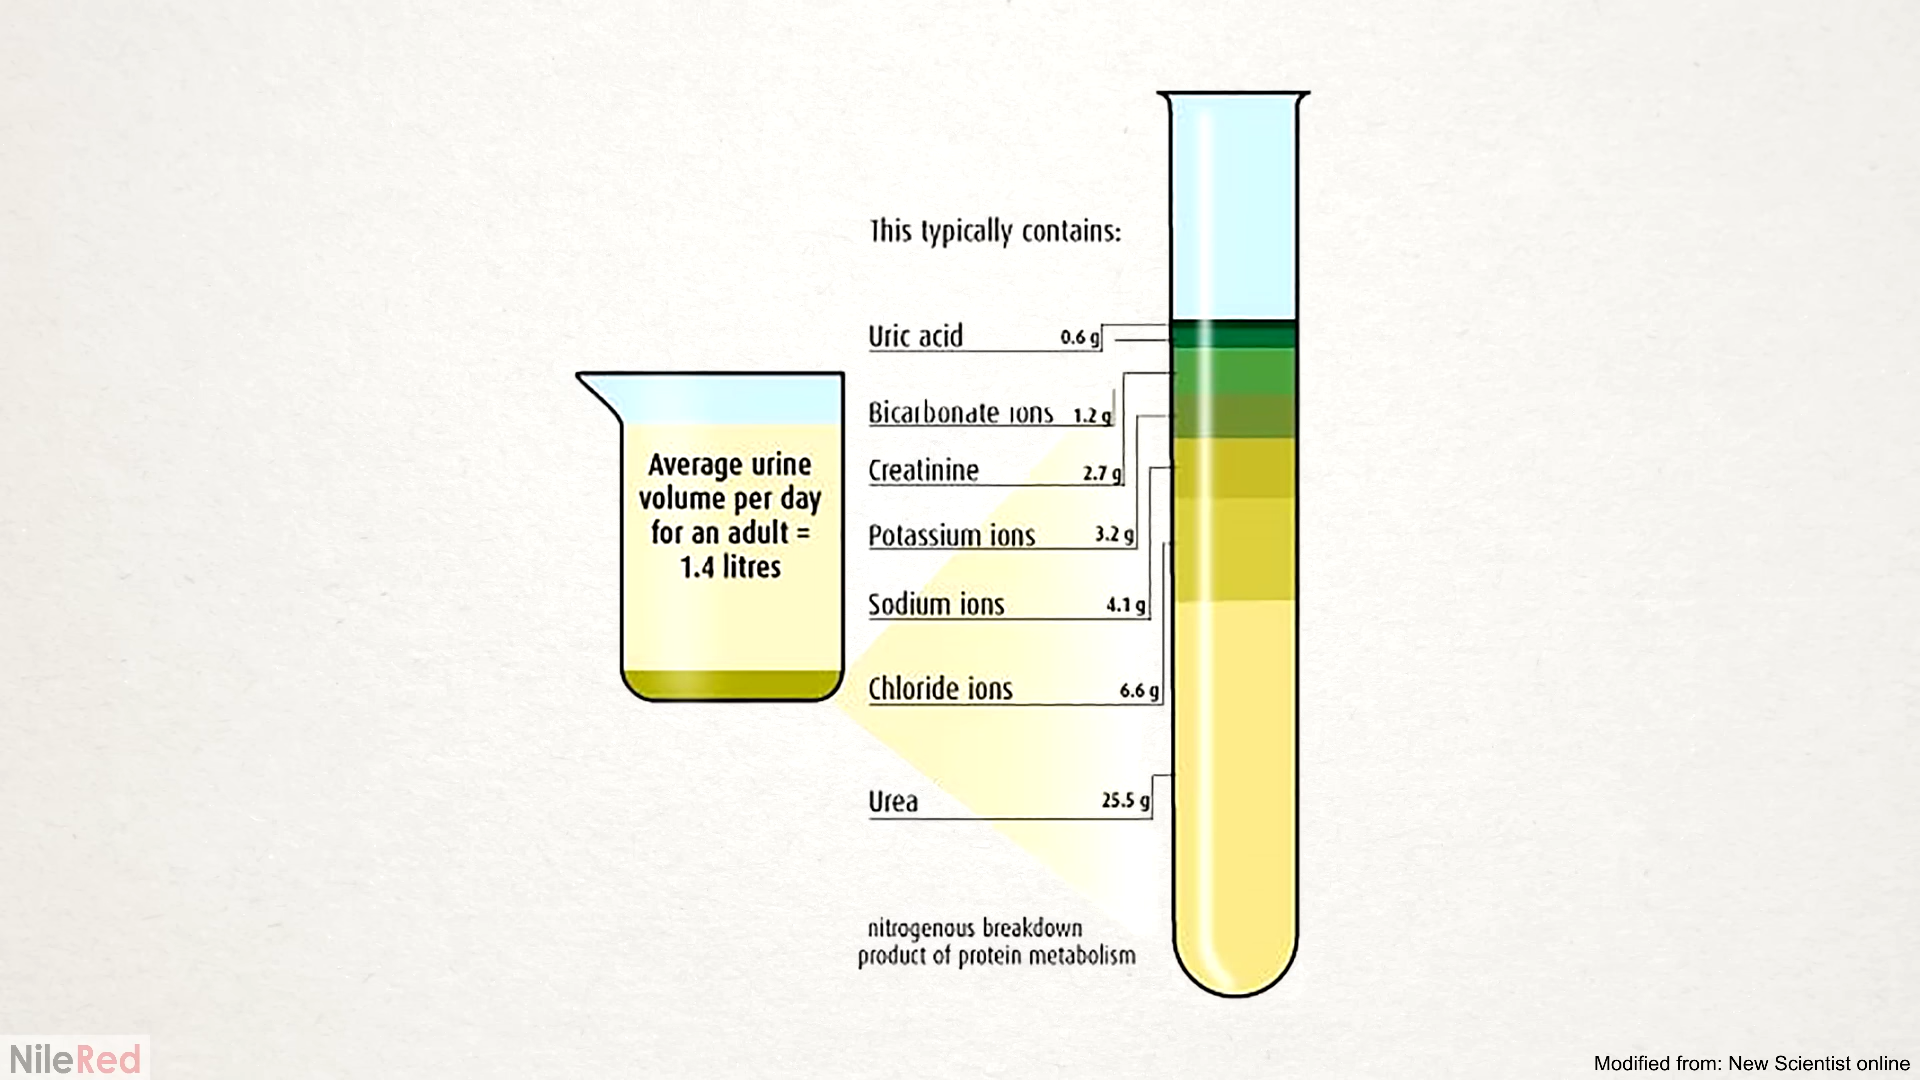 This typically contains:
Uric acid 0.6 g
Bicarbonate ions 1.2 g
Creatinine 2.7 g
Potassium ions 3.2 g
Sodium ions 4.1 g
Chloride ions 6.6 g
Urea 25.5 g
nitrogenous breakdown
product of protein metabolism
Average urine
volume per day
for an adult =
1.4 litres
NileRed
Modified from: New Scientist online